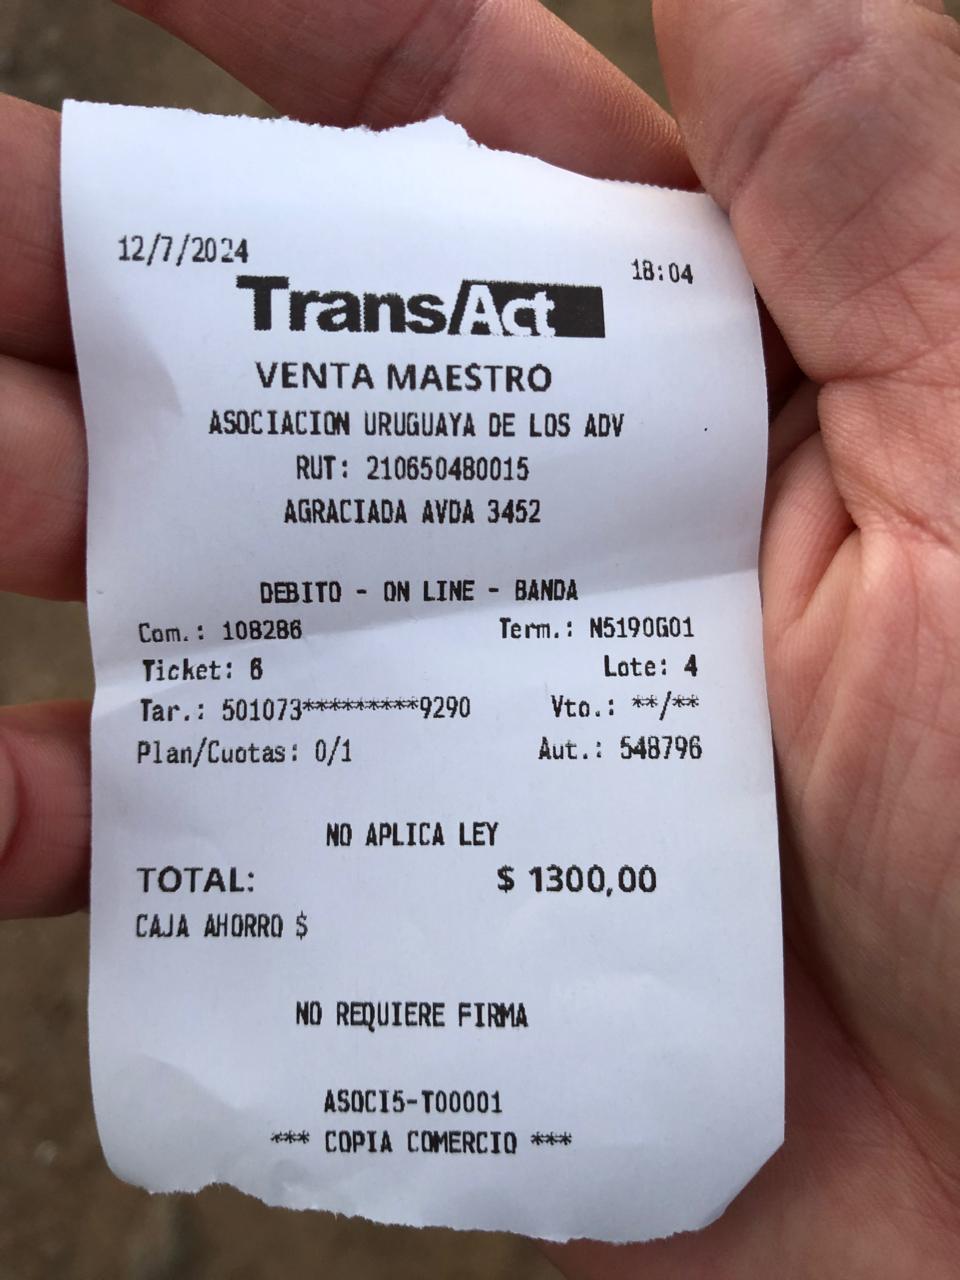 12/7/2024 18:04
TransAct
VENTA MAESTRO
ASOCIACION URUGUAYA DE LOS ADV
RUT: 210650480015
AGRACIADA AVDA 3452
DEBITO - ON LINE - BANDA
Com.: 108286 Term.: N5190G01
Ticket: 6 Lote: 4
Tar.: 501073*********9290 Vto.: **/**
Plan/Cuotas: 0/1 Aut.: 548796
NO APLICA LEY
TOTAL: $ 1300,00
CAJA AHORRO $
NO REQUIERE FIRMA
ASOCI5-T00001
*** COPIA COMERCIO ***